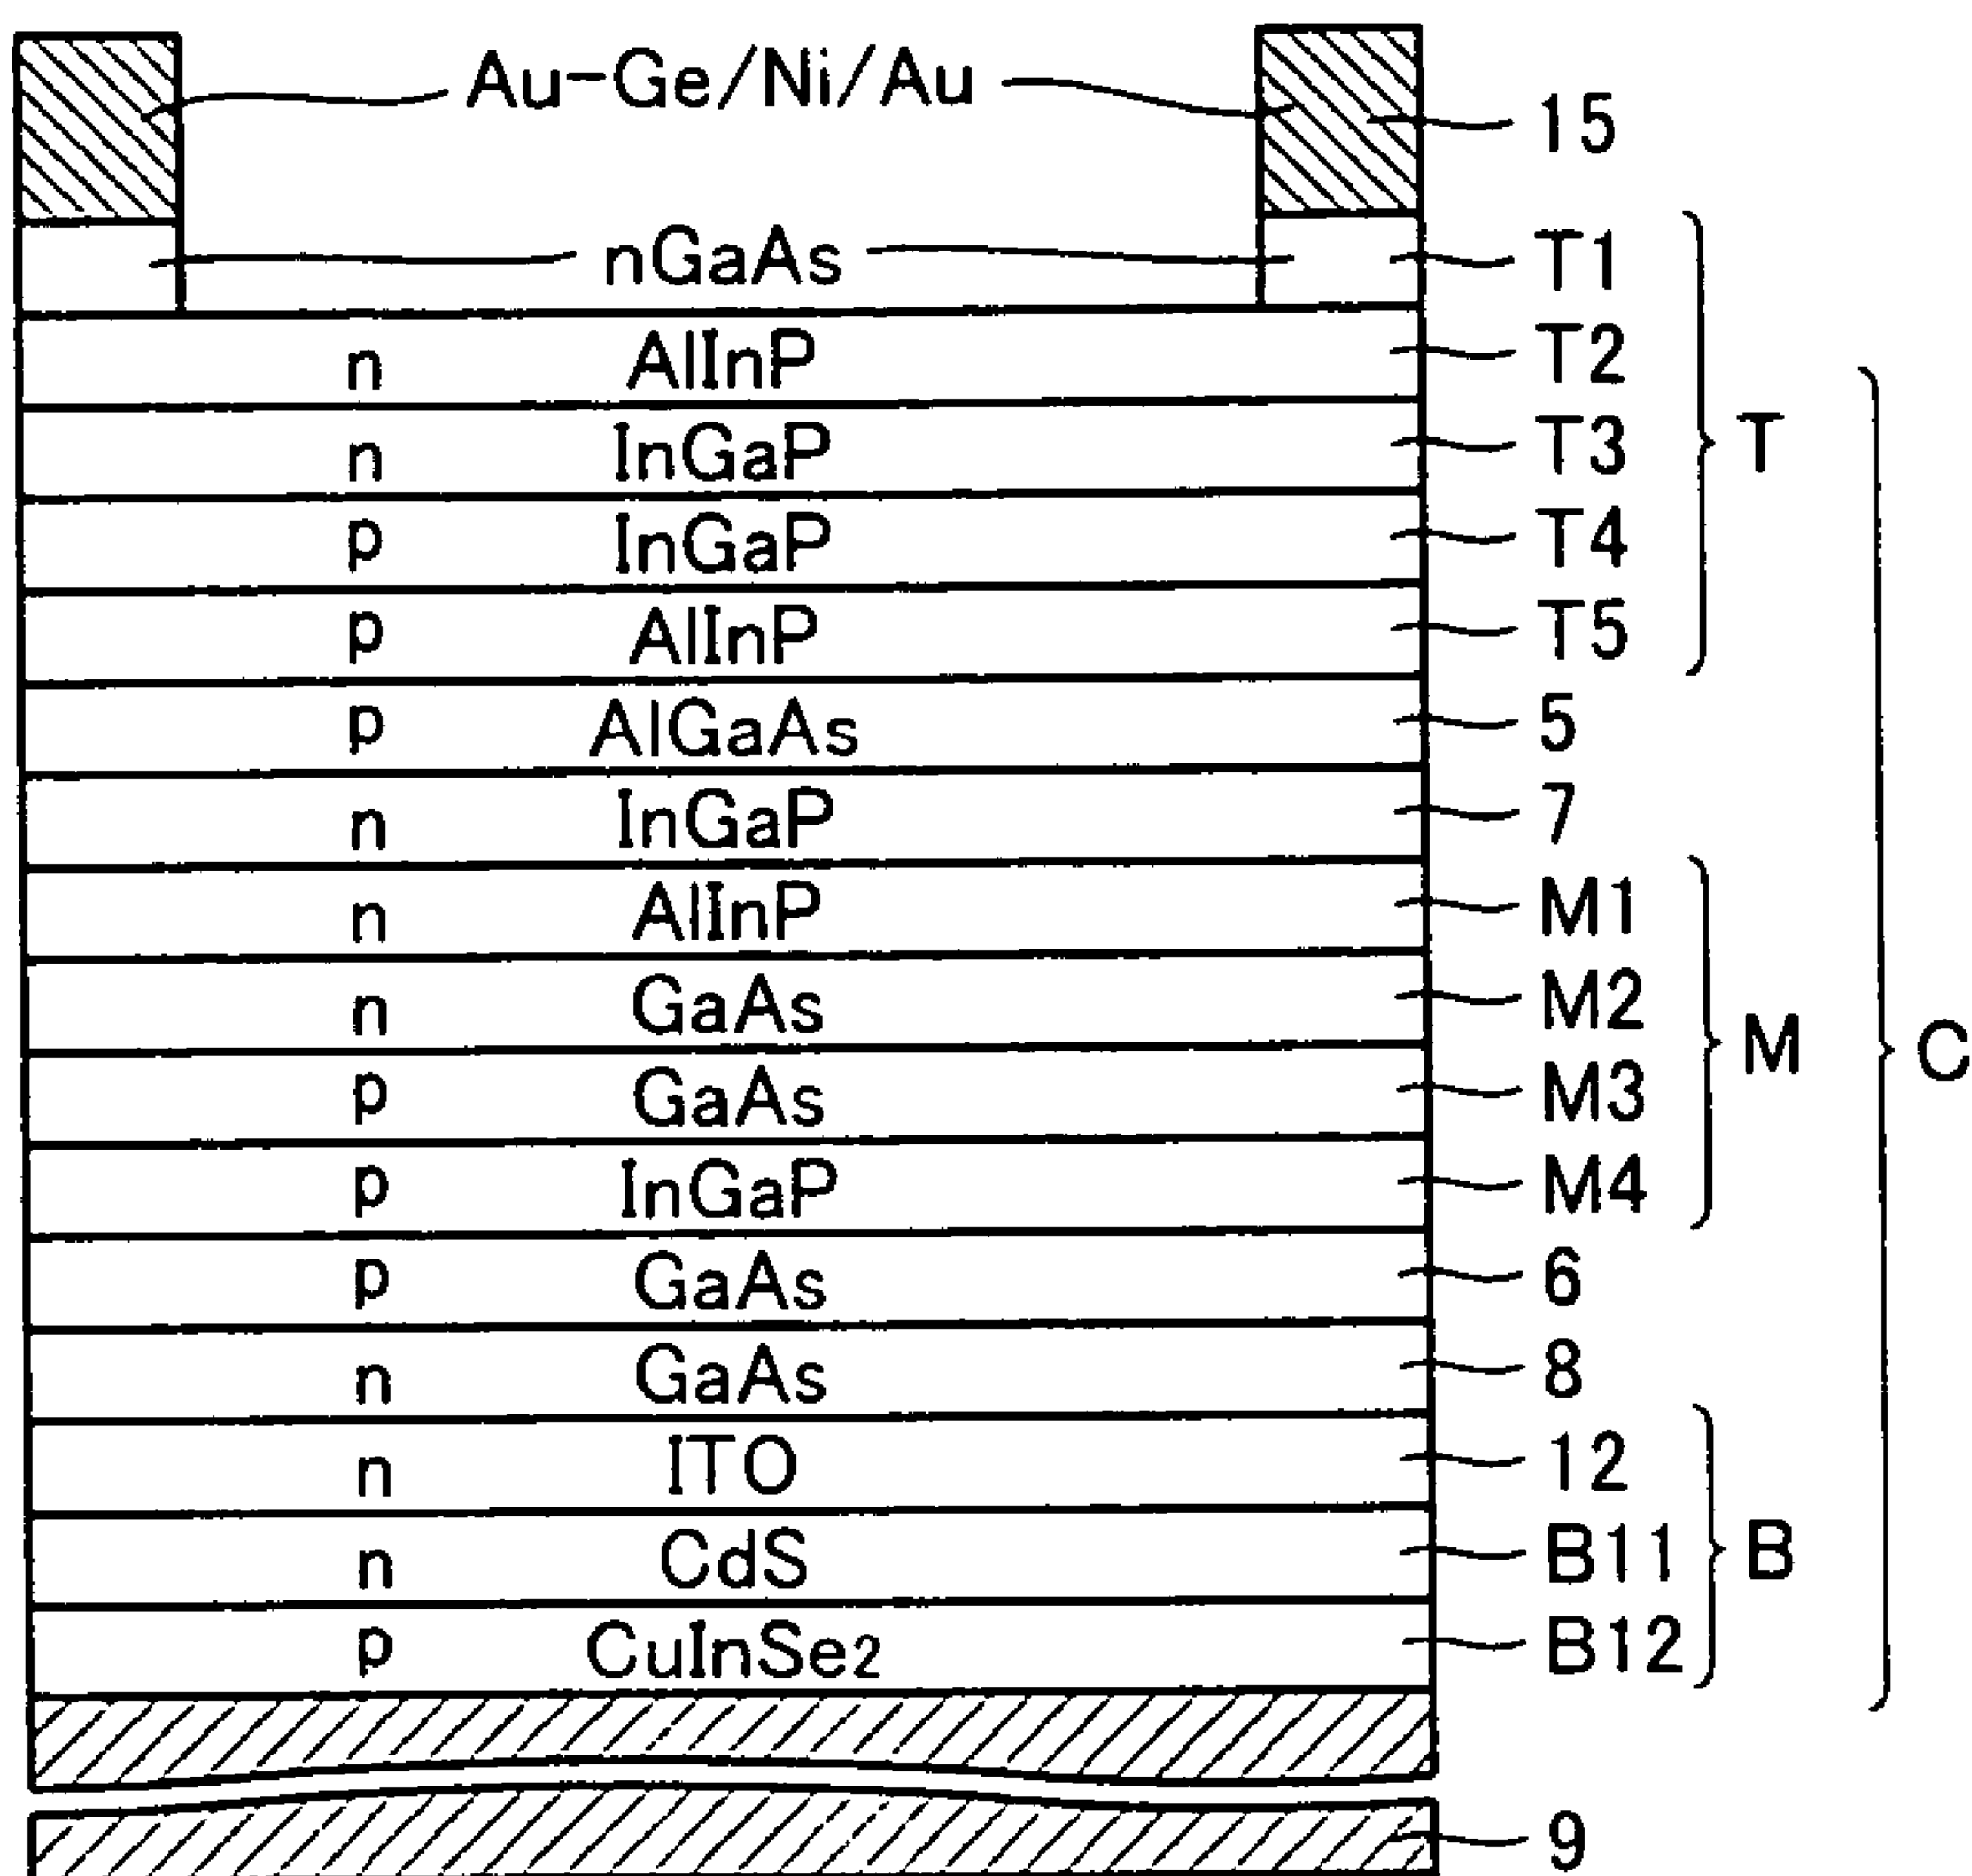 Au-Ge/Ni/Au 15
nGaAs T1
n AlInP T2
n InGaP T3
T
p InGaP T4
p AlInP T5
p AlGaAs 5
n InGaP 7
n AlInP M1
n GaAs M2
M C
p GaAs M3
p InGaP M4
p GaAs 6
n GaAs 8
n ITO 12
n CdS B11 B
p CuInSe2 B12
9